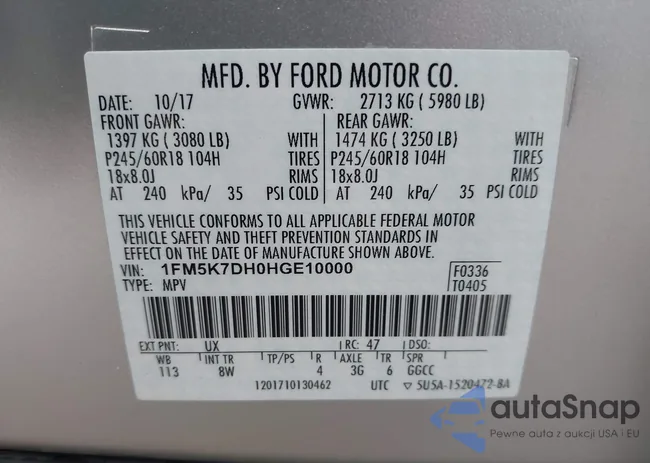 MFD. BY FORD MOTOR CO.
DATE: 10/17 GVWR: 2713 KG ( 5980 LB)
FRONT GAWR: REAR GAWR:
1397 KG ( 3080 LB) WITH 1474 KG ( 3250 LB) WITH
P245/60R18 104H TIRES P245/60R18 104H TIRES
18x8.0J RIMS 18x8.0J RIMS
AT 240 kPa/ 35 PSI COLD AT 240 kPa/ 35 PSI COLD
THIS VEHICLE CONFORMS TO ALL APPLICABLE FEDERAL MOTOR
VEHICLE SAFETY AND THEFT PREVENTION STANDARDS IN
EFFECT ON THE DATE OF MANUFACTURE SHOWN ABOVE.
VIN: 1FM5K7DH0HGE10000 F0336
TYPE: MPV T0405
EXT PNT: UX RC: 47 DSO:
WB INT TR TP/PS R AXLE TR SPR
113 8W 4 3G 6 GGCC
1201710130462 UTC 5U5A-1520472-8A
autaSnap
Pewne auta z aukcji USA i EU